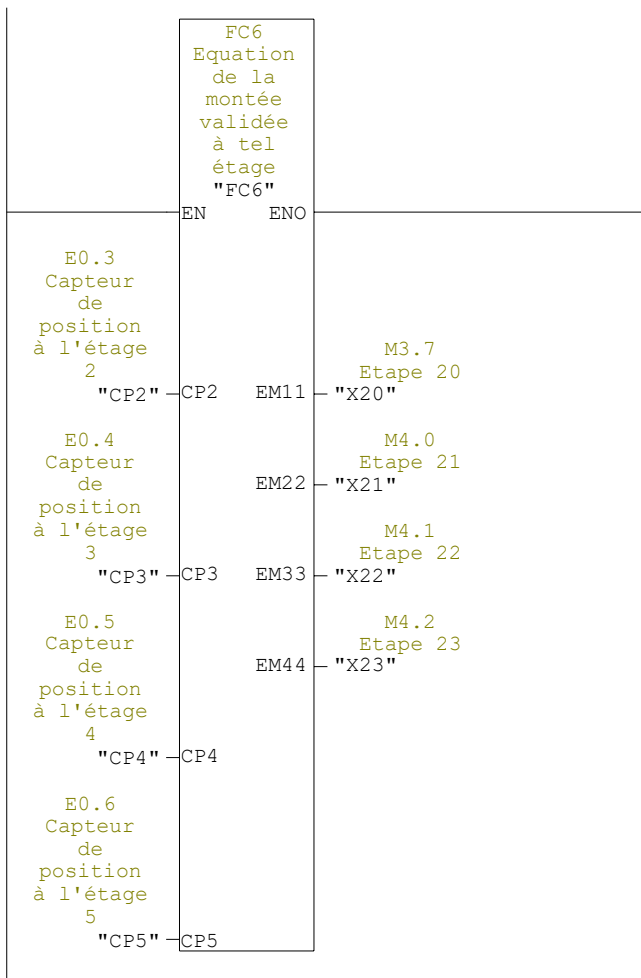 FC6
Equation
de la
montée
validée
à tel
étage
"FC6"
EN ENO
E0.3
Capteur
de
position
à l'étage
2
"CP2" CP2 EM11 "X20"
M3.7
Etape 20
E0.4
Capteur
de
position
à l'étage
3
"CP3" CP3 EM33 "X22"
M4.0
Etape 21
EM22 "X21"
M4.1
Etape 22
E0.5
Capteur
de
position
à l'étage
4
"CP4" CP4
M4.2
Etape 23
EM44 "X23"
E0.6
Capteur
de
position
à l'étage
5
"CP5" CP5